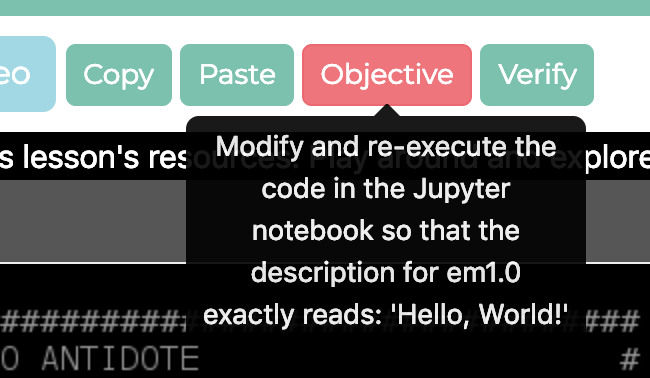 eo Copy Paste Objective Verify
s lesson's resources! Play around and explore
Modify and re-execute the
code in the Jupyter
notebook so that the
description for em1.0
exactly reads: 'Hello, World!'
############ ###
O ANTIDOTE #